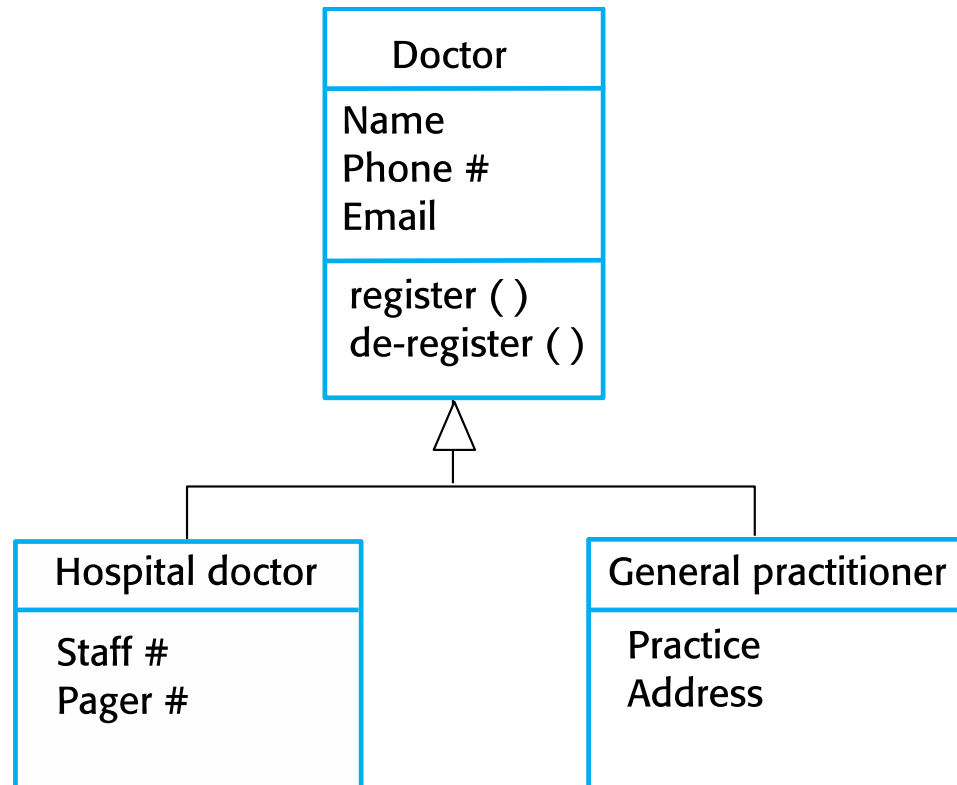 Doctor
Name
Phone #
Email
register ( )
de-register ( )
Hospital doctor
Staff #
Pager #
General practitioner
Practice
Address